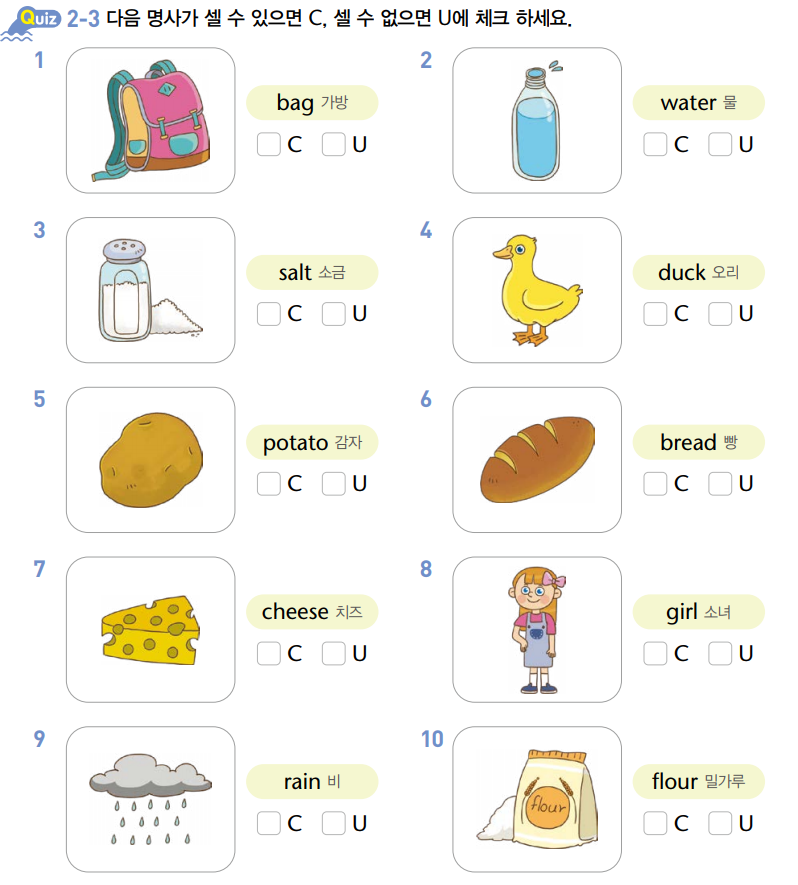 Quiz 2-3 다음 명사가 셀 수 있으면 C, 셀 수 없으면 U에 체크 하세요.
1
bag 가방
C U
2
water 물
C U
3
salt 소금
C U
4
duck 오리
C U
5
potato 감자
C U
6
bread 빵
C U
7
cheese 치즈
C U
8
girl 소녀
C U
9
rain 비
C U
10
flour
flour 밀가루
C U